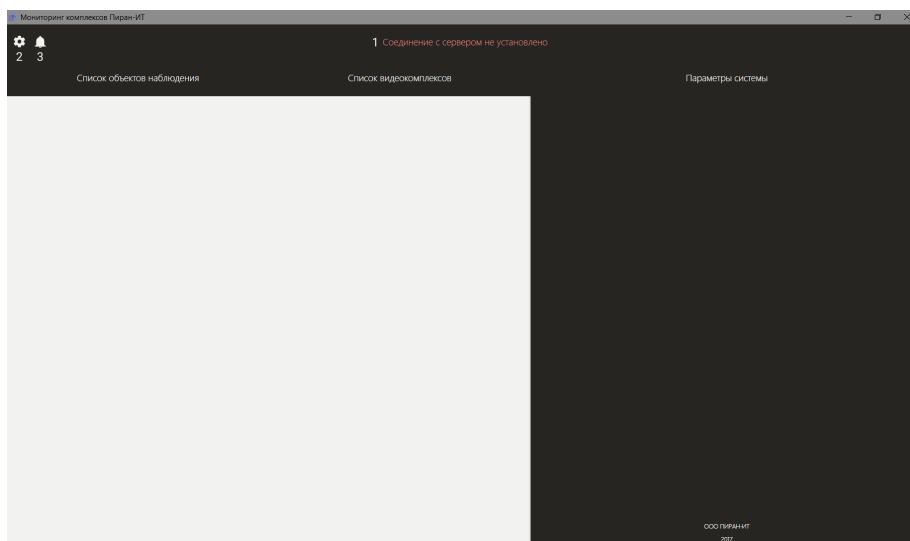 Мониторинг комплексов Пиран-ИТ
1 Соединение с сервером не установлено
2 3
Список объектов наблюдения Список видеокомплексов Параметры системы
ООО ПИРАН-ИТ
2017